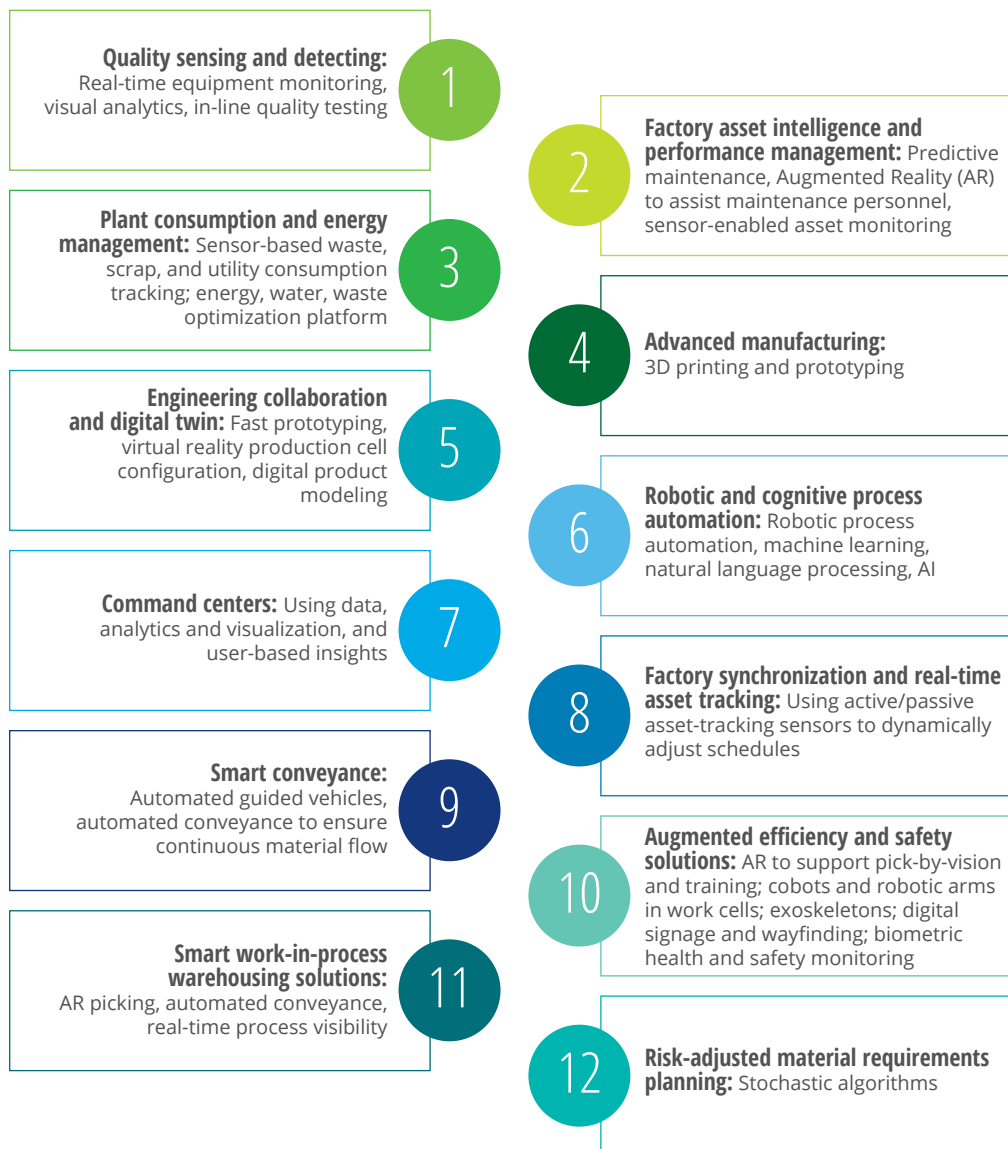 1
Quality sensing and detecting:
Real-time equipment monitoring,
visual analytics, in-line quality testing
2
Factory asset intelligence and
performance management: Predictive
maintenance, Augmented Reality (AR)
to assist maintenance personnel,
sensor-enabled asset monitoring
3
Plant consumption and energy
management: Sensor-based waste,
scrap, and utility consumption
tracking; energy, water, waste
optimization platform
4
Advanced manufacturing:
3D printing and prototyping
5
Engineering collaboration
and digital twin: Fast prototyping,
virtual reality production cell
configuration, digital product
modeling
6
Robotic and cognitive process
automation: Robotic process
automation, machine learning,
natural language processing, AI
7
Command centers: Using data,
analytics and visualization, and
user-based insights
8
Factory synchronization and real-time
asset tracking: Using active/passive
asset-tracking sensors to dynamically
adjust schedules
9
Smart conveyance:
Automated guided vehicles,
automated conveyance to ensure
continuous material flow
10
Augmented efficiency and safety
solutions: AR to support pick-by-vision
and training; cobots and robotic arms
in work cells; exoskeletons; digital
signage and wayfinding; biometric
health and safety monitoring
11
Smart work-in-process
warehousing solutions:
AR picking, automated conveyance,
real-time process visibility
12
Risk-adjusted material requirements
planning: Stochastic algorithms